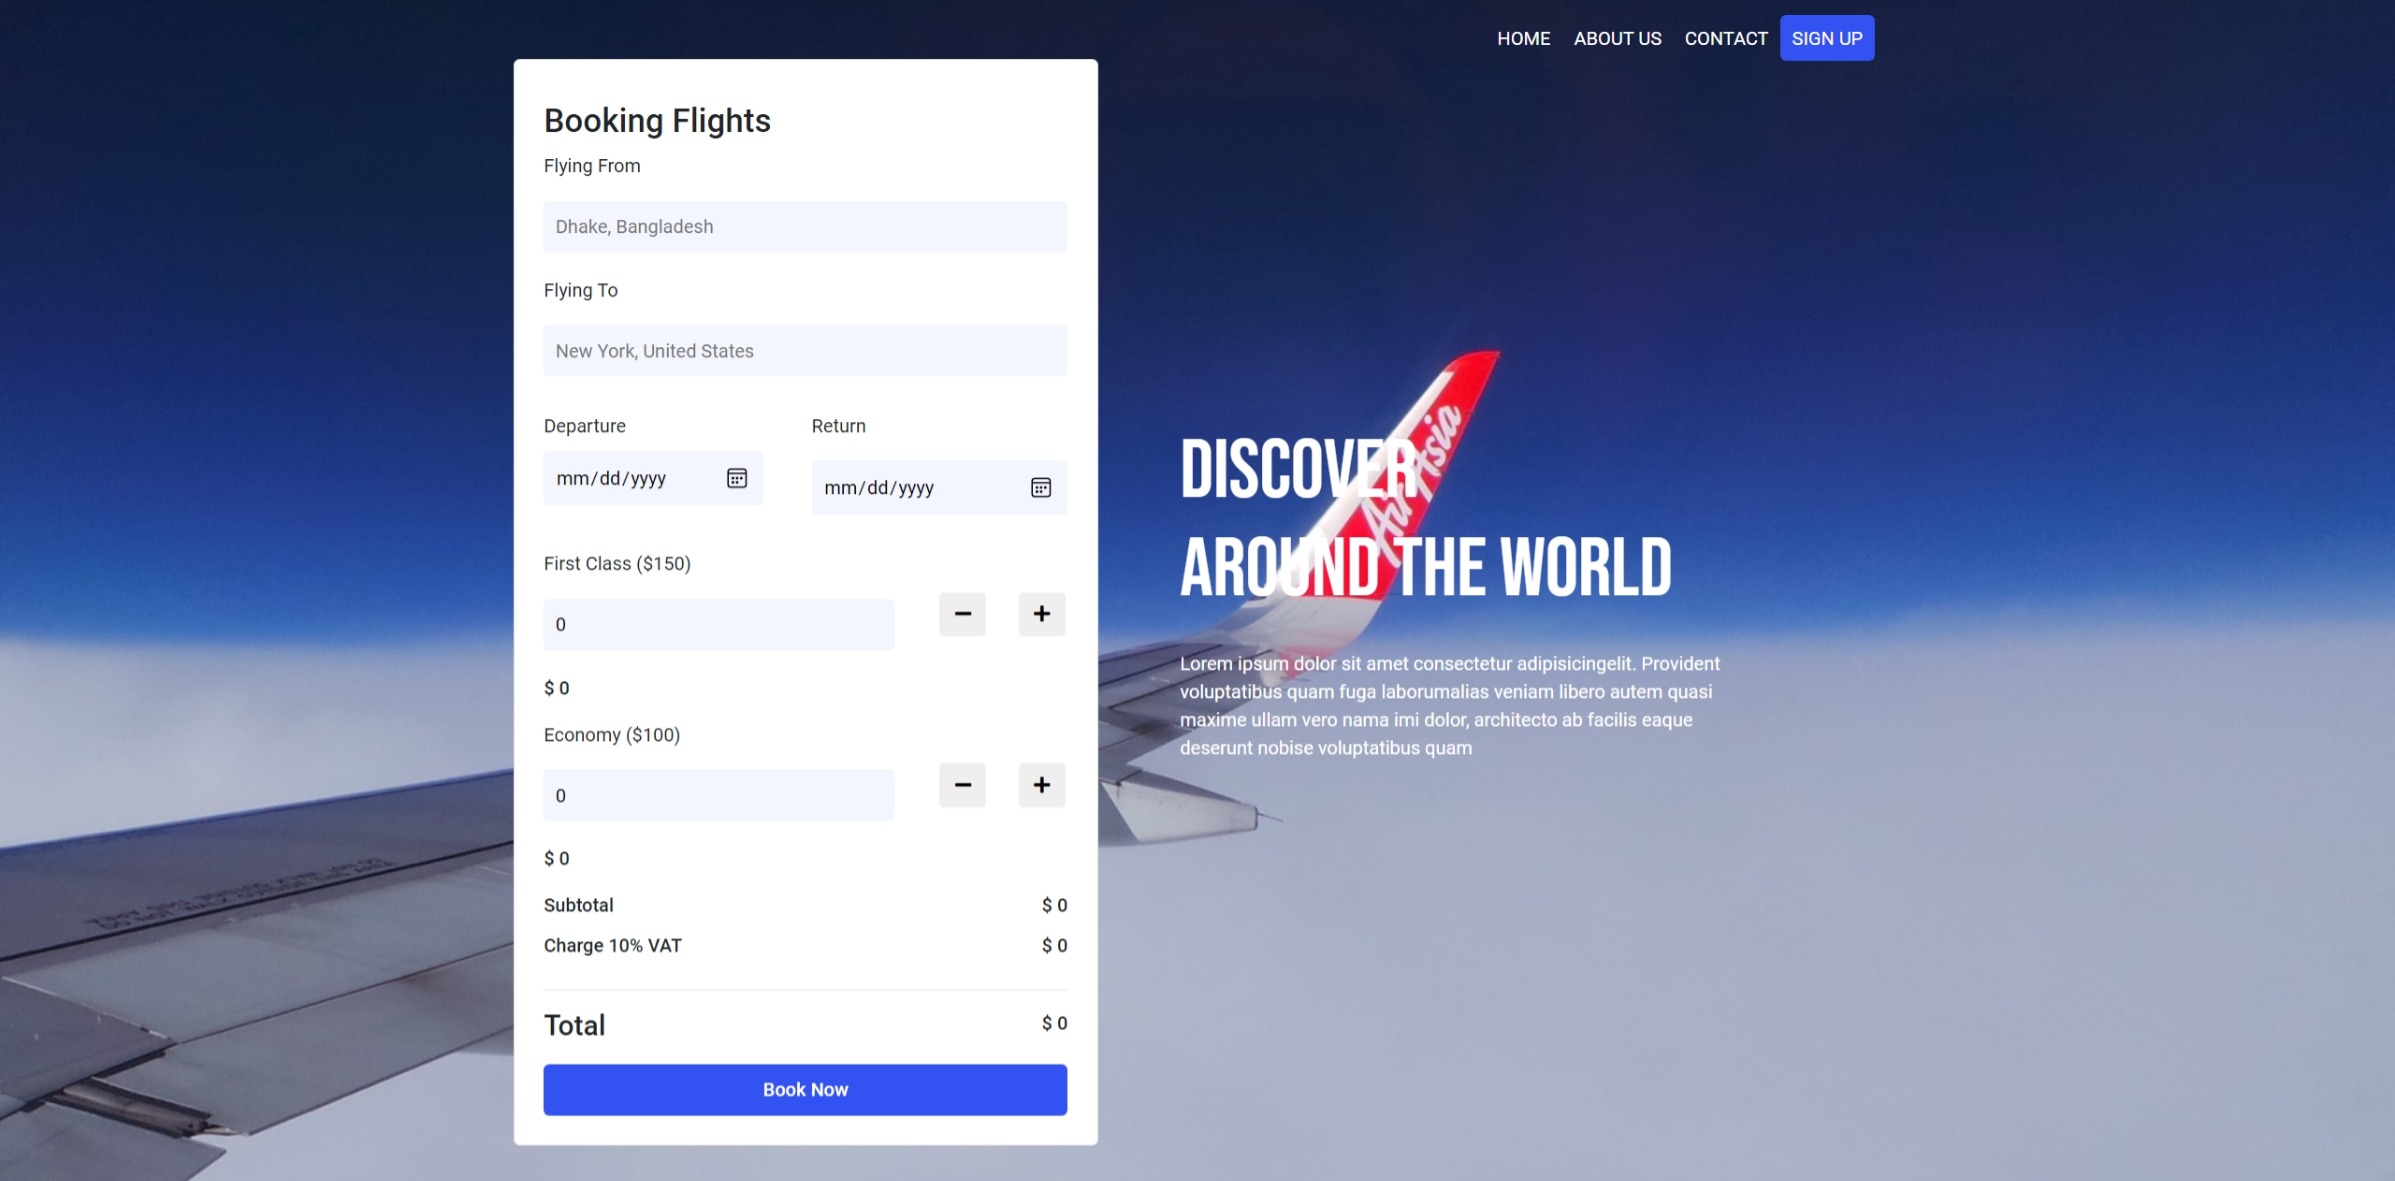 HOME ABOUT US CONTACT SIGN UP
Booking Flights
Flying From
Dhake, Bangladesh
Flying To
New York, United States
Departure Return
mm/dd/yyyy mm/dd/yyyy
First Class ($150)
0 − +
$ 0
Economy ($100)
0 − +
$ 0
Subtotal $ 0
Charge 10% VAT $ 0
Total $ 0
Book Now
DISCOVER
AROUND THE WORLD
AirAsia
Lorem ipsum dolor sit amet consectetur adipisicingelit. Provident
voluptatibus quam fuga laborumalias veniam libero autem quasi
maxime ullam vero nama imi dolor, architecto ab facilis eaque
deserunt nobise voluptatibus quam